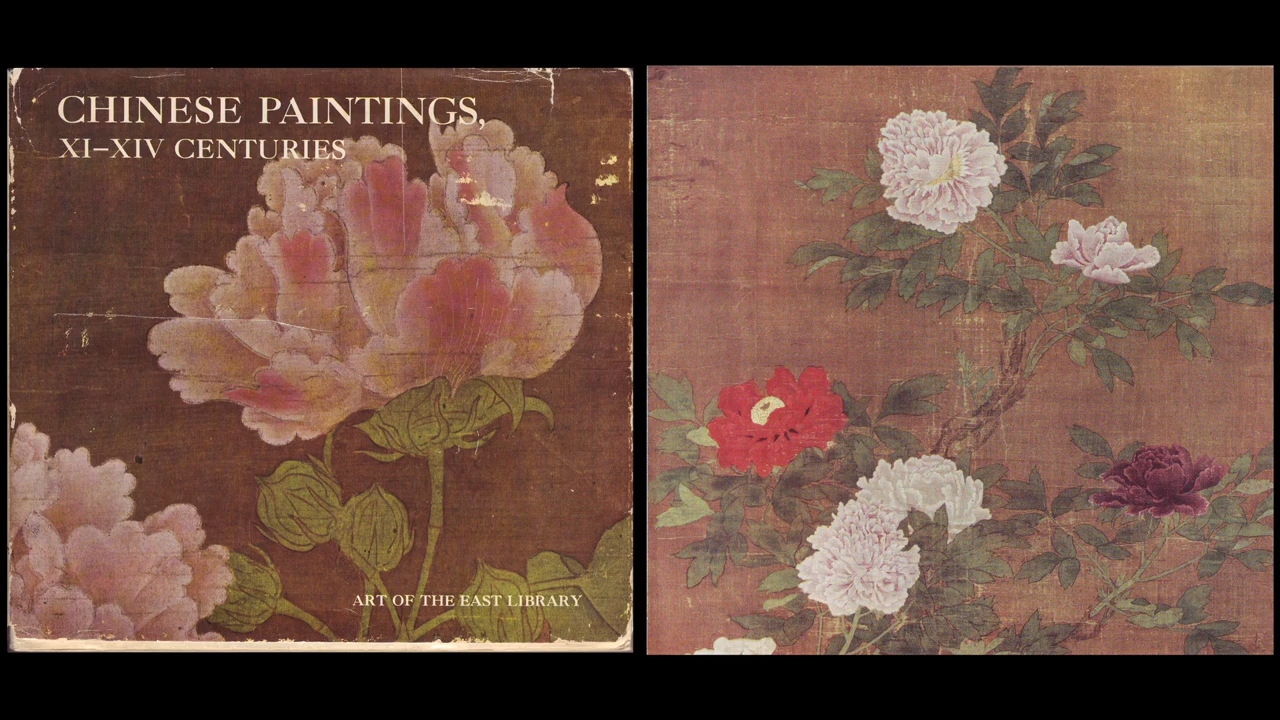 CHINESE PAINTINGS,
XI–XIV CENTURIES
ART OF THE EAST LIBRARY